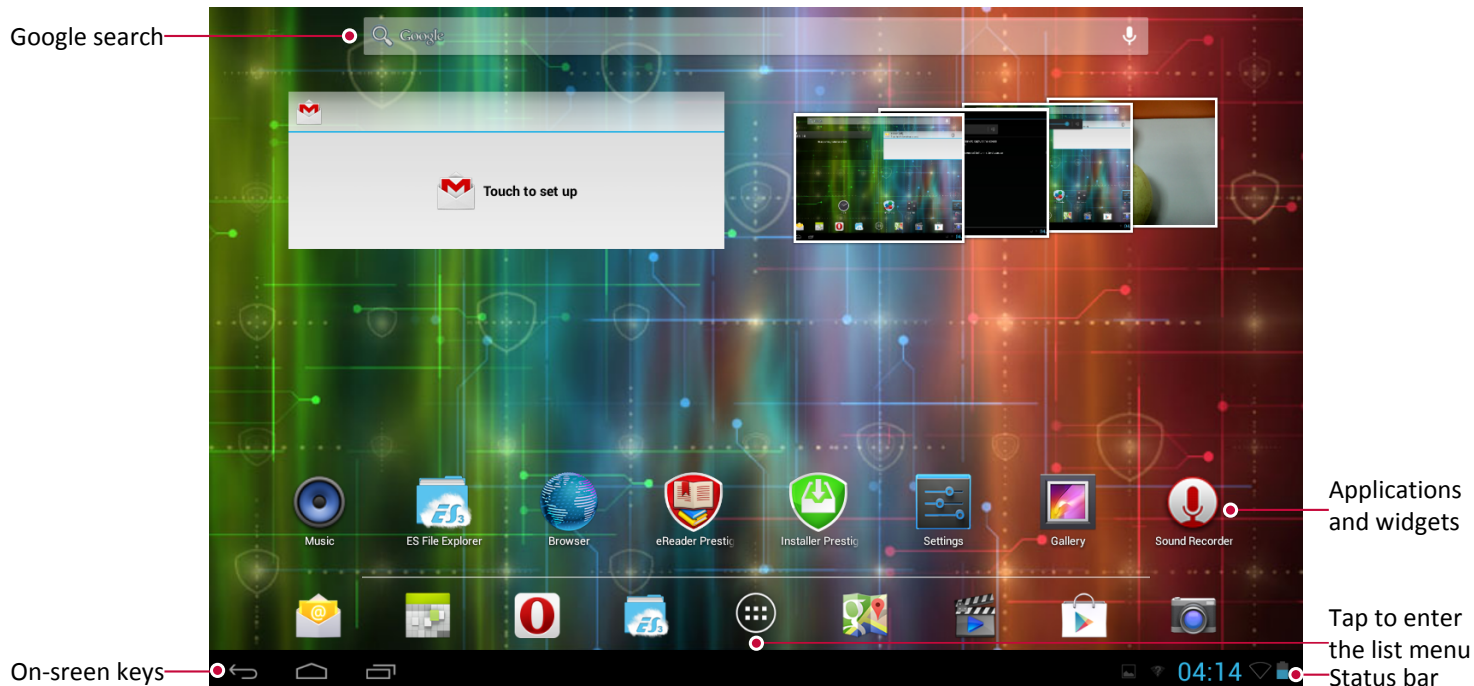 Google search
Google
Touch to set up
Music
ES File Explorer
Browser
eReader Prestig
Installer Prestig
Settings
Gallery
Sound Recorder
Applications
and widgets
Tap to enter
the list menu
On-sreen keys
04:14
Status bar